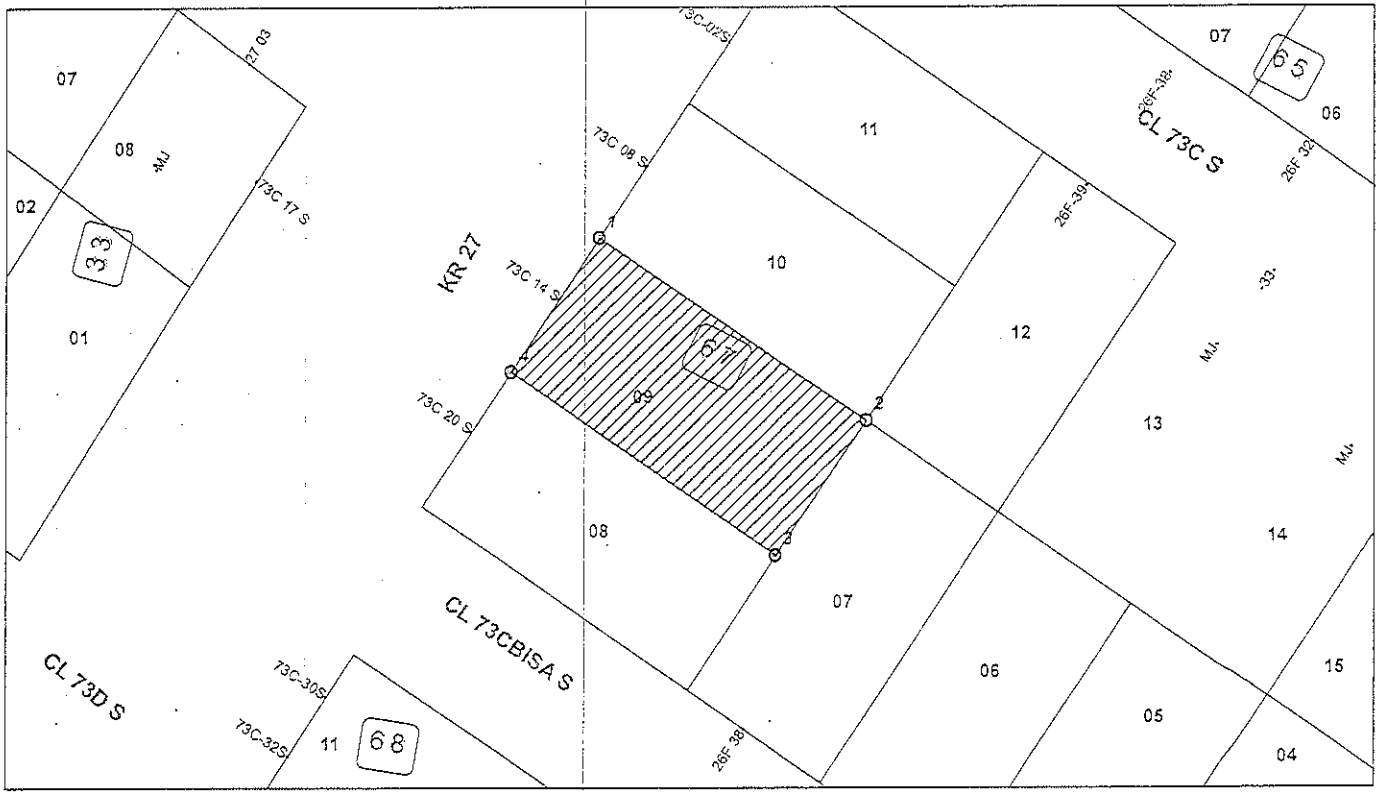 27 03
73C-02S
07
65
07
26F-38
06
CL 73C S
11
08
MJ
73C 08 S
26F 32
73C 17 S
26F-39
02
33
1
KR 27
10
73C 14 S
-33-
12
01
67
MJ
4
09
2
73C 20 S
13
MJ
08
3
14
07
CL 73CBISA S
15
CL 73D S
73C-30S
06
05
73C-32S
11
68
26F 38
04